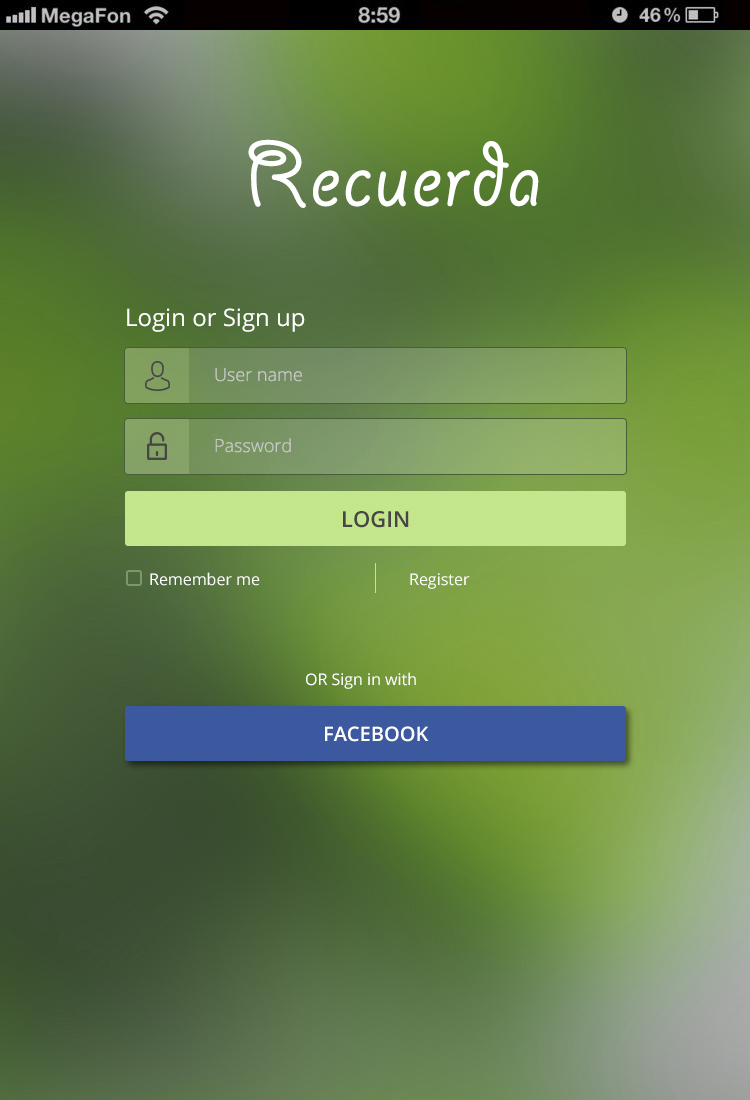 MegaFon 8:59 46%
Recuerda
Login or Sign up
User name
Password
LOGIN
Remember me Register
OR Sign in with
FACEBOOK